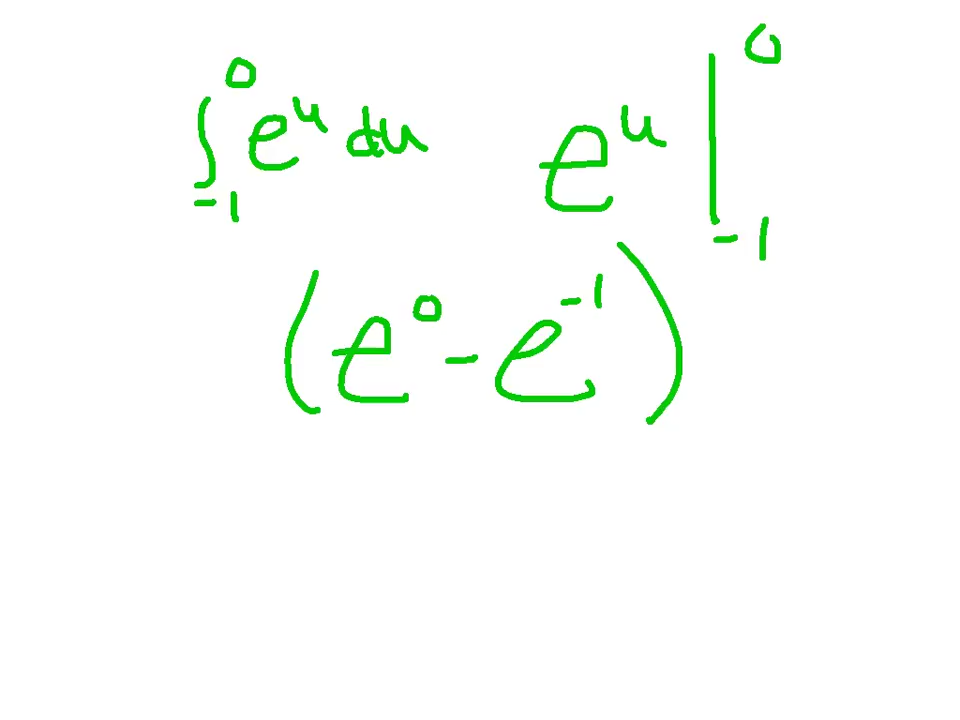 ∫₋₁⁰ eᵘ du   eᵘ |₋₁⁰
(e⁰ - e⁻¹)